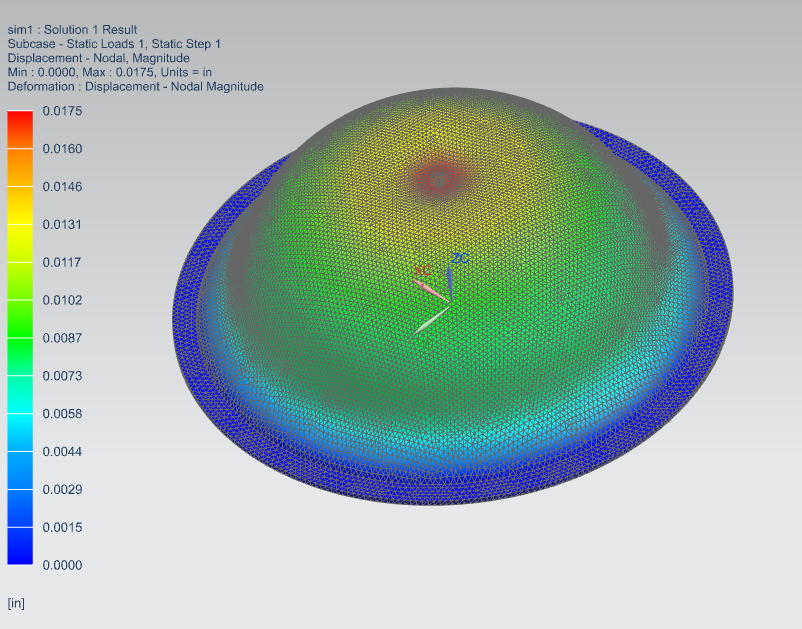 sim1 : Solution 1 Result
Subcase - Static Loads 1, Static Step 1
Displacement - Nodal, Magnitude
Min : 0.0000, Max : 0.0175, Units = in
Deformation : Displacement - Nodal Magnitude
0.0175
0.0160
0.0146
0.0131
0.0117
0.0102
0.0087
0.0073
0.0058
0.0044
0.0029
0.0015
0.0000
[in]
XC
ZC